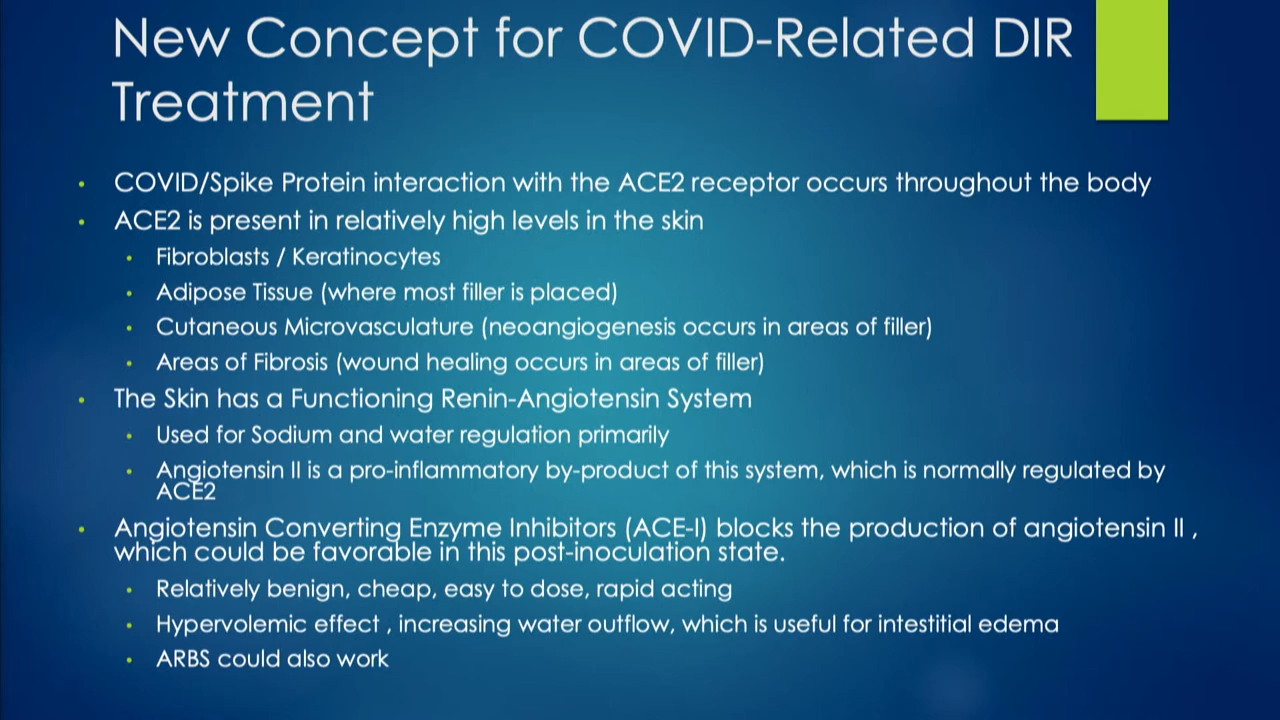 New Concept for COVID-Related DIR
Treatment
• COVID/Spike Protein interaction with the ACE2 receptor occurs throughout the body
• ACE2 is present in relatively high levels in the skin
• Fibroblasts / Keratinocytes
• Adipose Tissue (where most filler is placed)
• Cutaneous Microvasculature (neoangiogenesis occurs in areas of filler)
• Areas of Fibrosis (wound healing occurs in areas of filler)
• The Skin has a Functioning Renin-Angiotensin System
• Used for Sodium and water regulation primarily
• Angiotensin II is a pro-inflammatory by-product of this system, which is normally regulated by
ACE2
• Angiotensin Converting Enzyme Inhibitors (ACE-I) blocks the production of angiotensin II ,
which could be favorable in this post-inoculation state.
• Relatively benign, cheap, easy to dose, rapid acting
• Hypervolemic effect , increasing water outflow, which is useful for intestitial edema
• ARBS could also work